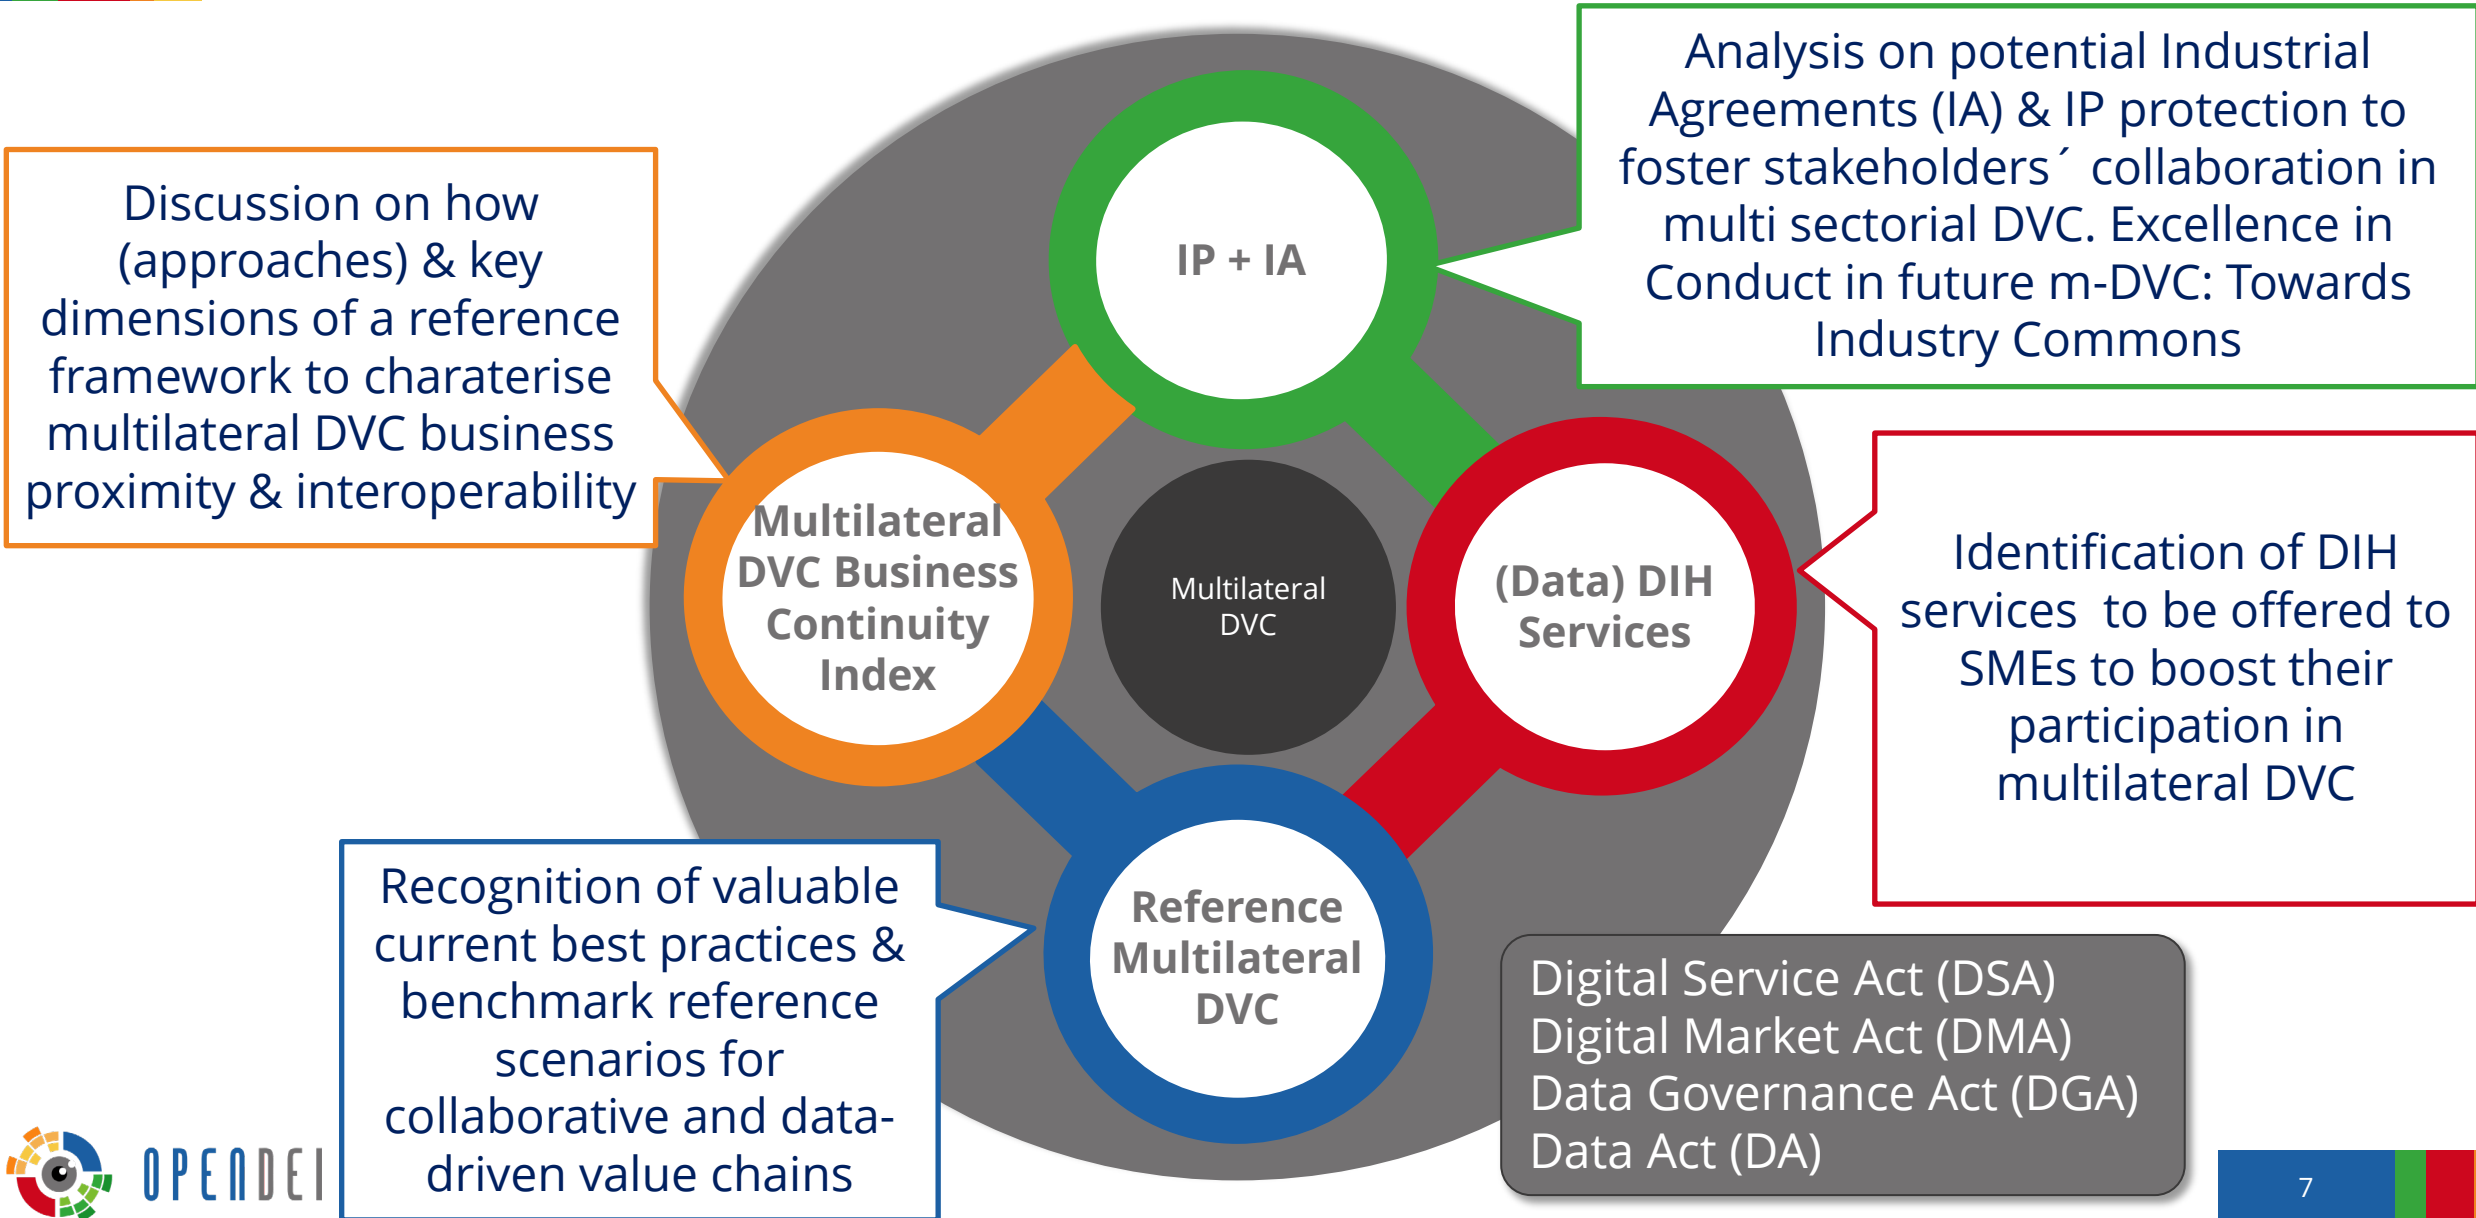 Analysis on potential Industrial
Agreements (IA) & IP protection to
foster stakeholders´ collaboration in
multi sectorial DVC. Excellence in
Conduct in future m-DVC: Towards
Industry Commons
Discussion on how
(approaches) & key
dimensions of a reference
framework to charaterise
multilateral DVC business
proximity & interoperability
IP + IA
Multilateral
DVC Business
Continuity
Index
Multilateral
DVC
(Data) DIH
Services
Identification of DIH
services  to be offered to
SMEs to boost their
participation in
multilateral DVC
Reference
Multilateral
DVC
Recognition of valuable
current best practices &
benchmark reference
scenarios for
collaborative and data-
driven value chains
Digital Service Act (DSA)
Digital Market Act (DMA)
Data Governance Act (DGA)
Data Act (DA)
OPENDEI
7